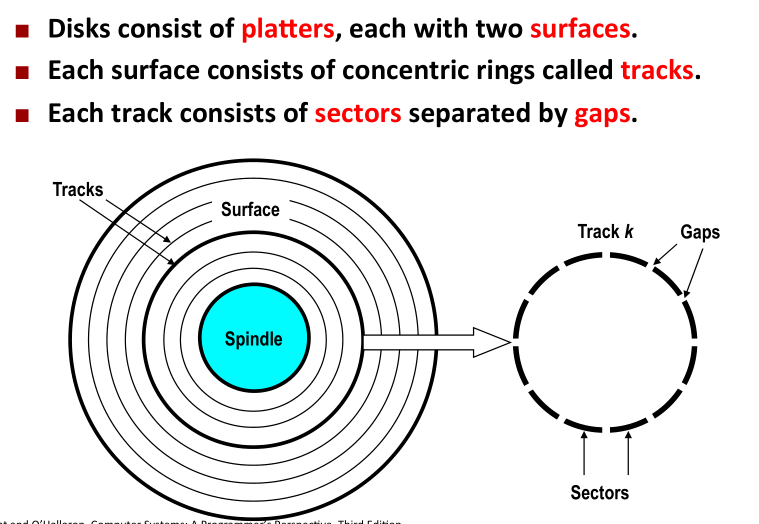 Disks consist of platters, each with two surfaces.
Each surface consists of concentric rings called tracks.
Each track consists of sectors separated by gaps.
Tracks
Surface
Track k
Gaps
Spindle
Sectors
and O'Hallaron, Computer Systems: A Programmer's Perspective, Third Edition